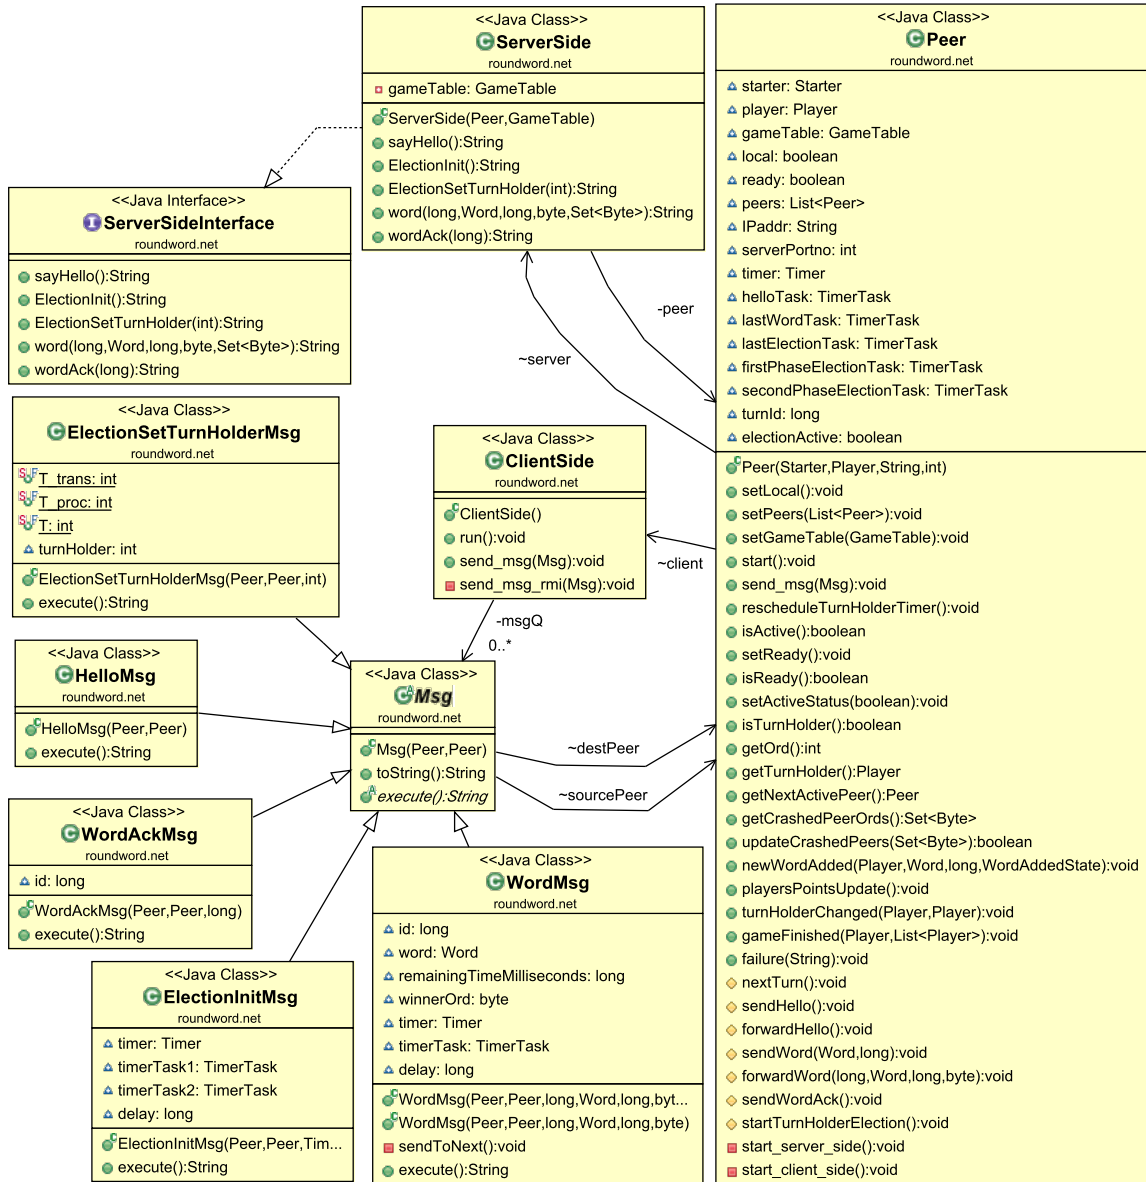 <<Java Class>>
ServerSide
roundword.net
gameTable: GameTable
ServerSide(Peer,GameTable)
sayHello():String
ElectionInit():String
ElectionSetTurnHolder(int):String
word(long,Word,long,byte,Set<Byte>):String
wordAck(long):String
<<Java Class>>
Peer
roundword.net
starter: Starter
player: Player
gameTable: GameTable
local: boolean
ready: boolean
peers: List<Peer>
IPaddr: String
serverPortno: int
timer: Timer
helloTask: TimerTask
lastWordTask: TimerTask
lastElectionTask: TimerTask
firstPhaseElectionTask: TimerTask
secondPhaseElectionTask: TimerTask
turnId: long
electionActive: boolean
Peer(Starter,Player,String,int)
setLocal():void
setPeers(List<Peer>):void
setGameTable(GameTable):void
start():void
send_msg(Msg):void
rescheduleTurnHolderTimer():void
isActive():boolean
setReady():void
isReady():boolean
setActiveStatus(boolean):void
isTurnHolder():boolean
getOrd():int
getTurnHolder():Player
getNextActivePeer():Peer
getCrashedPeerOrds():Set<Byte>
updateCrashedPeers(Set<Byte>):boolean
newWordAdded(Player,Word,long,WordAddedState):void
playersPointsUpdate():void
turnHolderChanged(Player,Player):void
gameFinished(Player,List<Player>):void
failure(String):void
nextTurn():void
sendHello():void
forwardHello():void
sendWord(Word,long):void
forwardWord(long,Word,long,byte):void
sendWordAck():void
startTurnHolderElection():void
start_server_side():void
start_client_side():void
<<Java Interface>>
ServerSideInterface
roundword.net
sayHello():String
ElectionInit():String
ElectionSetTurnHolder(int):String
word(long,Word,long,byte,Set<Byte>):String
wordAck(long):String
-peer
~server
<<Java Class>>
ElectionSetTurnHolderMsg
roundword.net
T_trans: int
T_proc: int
T: int
turnHolder: int
ElectionSetTurnHolderMsg(Peer,Peer,int)
execute():String
<<Java Class>>
ClientSide
roundword.net
ClientSide()
run():void
send_msg(Msg):void
send_msg_rmi(Msg):void
~client
-msgQ
0..*
<<Java Class>>
HelloMsg
roundword.net
HelloMsg(Peer,Peer)
execute():String
<<Java Class>>
Msg
roundword.net
Msg(Peer,Peer)
toString():String
execute():String
~destPeer
~sourcePeer
<<Java Class>>
WordAckMsg
roundword.net
id: long
WordAckMsg(Peer,Peer,long)
execute():String
<<Java Class>>
WordMsg
roundword.net
id: long
word: Word
remainingTimeMilliseconds: long
winnerOrd: byte
timer: Timer
timerTask: TimerTask
delay: long
WordMsg(Peer,Peer,long,Word,long,byt...
WordMsg(Peer,Peer,long,Word,long,byte)
sendToNext():void
execute():String
<<Java Class>>
ElectionInitMsg
roundword.net
timer: Timer
timerTask1: TimerTask
timerTask2: TimerTask
delay: long
ElectionInitMsg(Peer,Peer,Tim...
execute():String